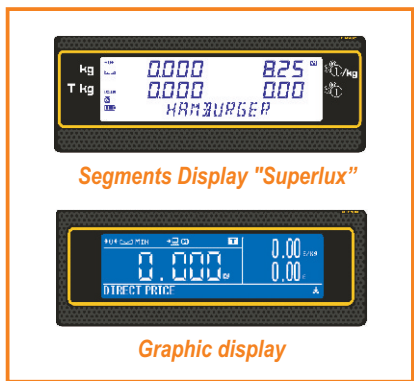 kg 0.000 8.25 /kg
T kg 0.000 0.00
HAMBURGER
Segments Display "Superlux”
MIN T
0.000 0.00
0.00
DIRECT PRICE
Graphic display